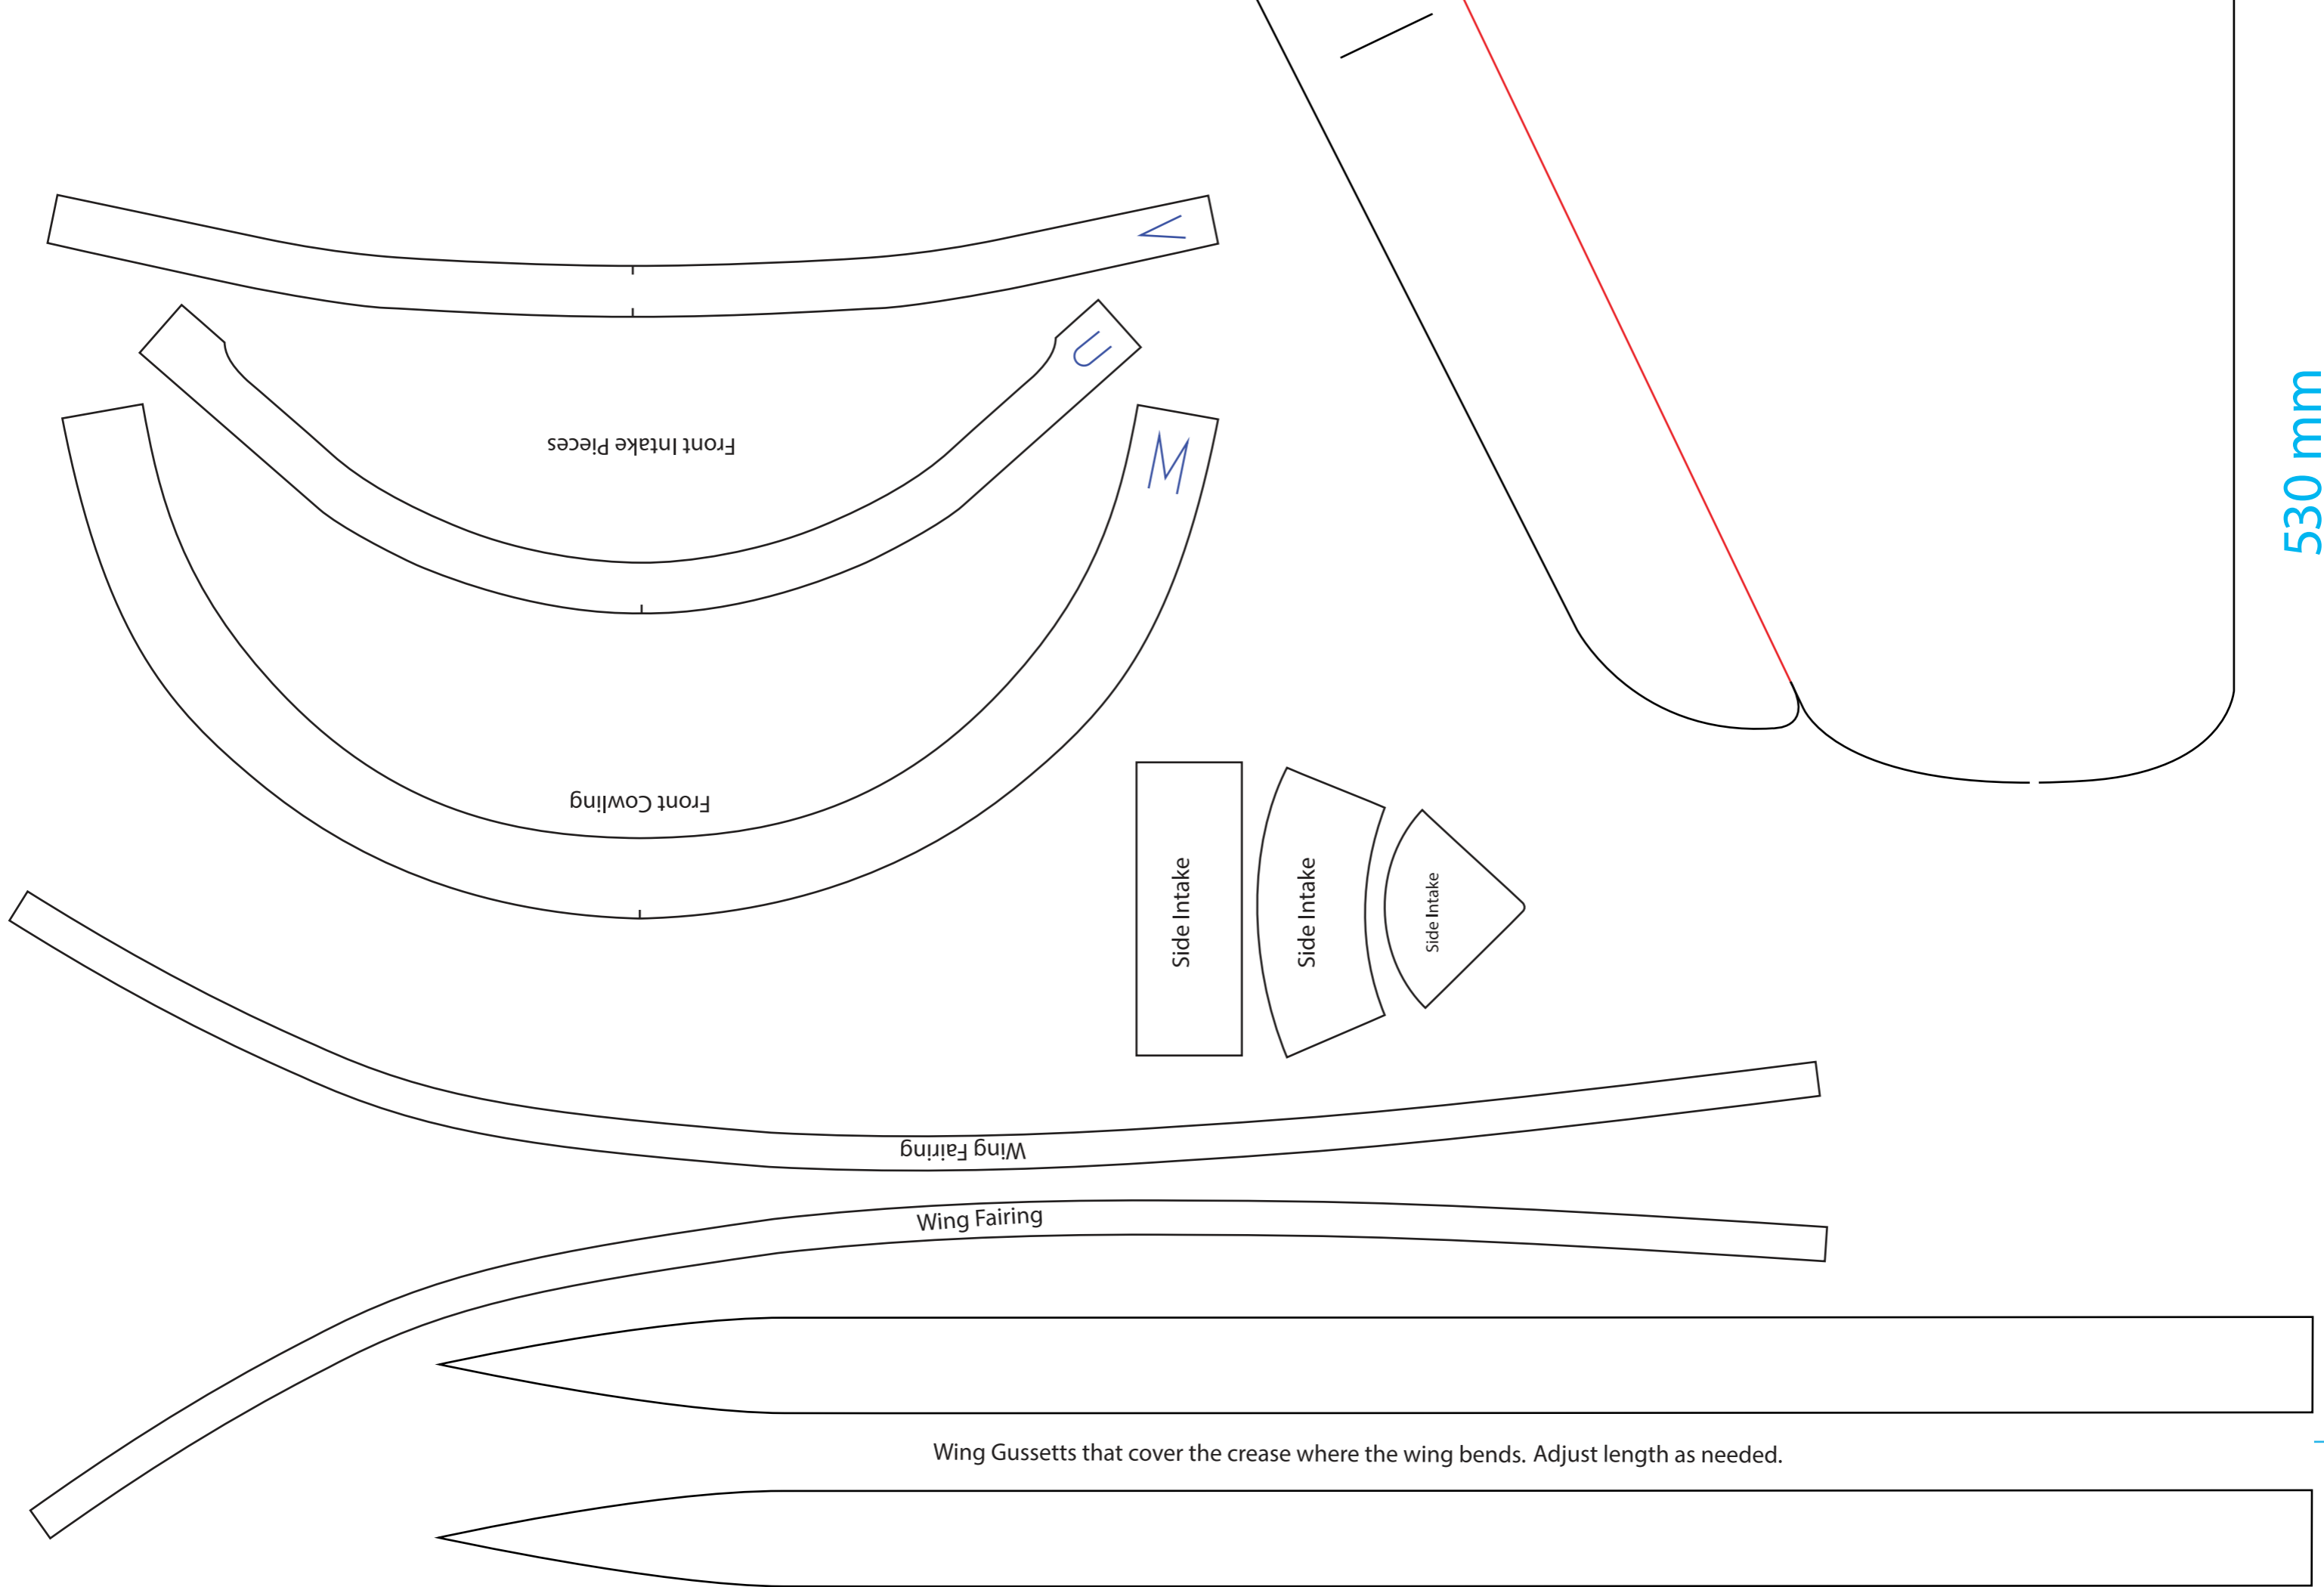 V
U
Front Intake Pieces
M
530 mm
Front Cowling
Side Intake
Side Intake
Side Intake
Wing Fairing
Wing Fairing
Wing Gussetts that cover the crease where the wing bends. Adjust length as needed.